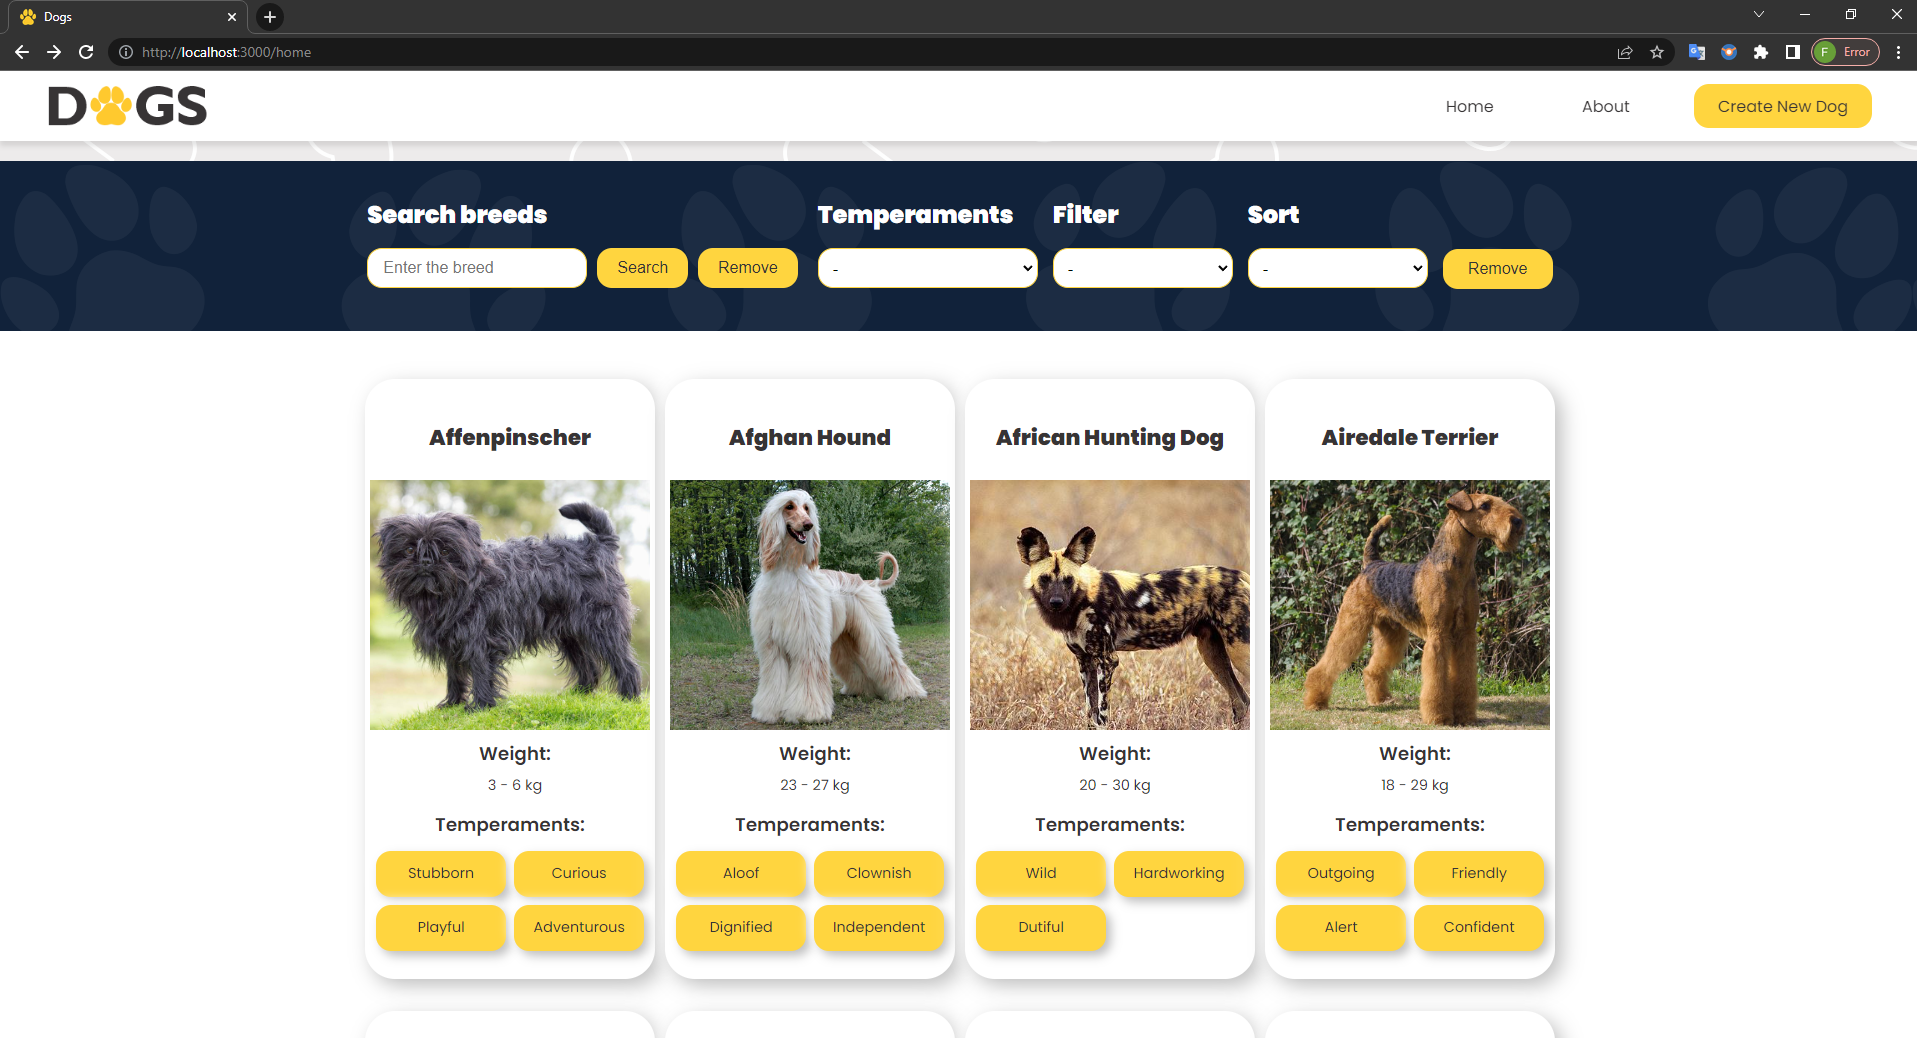 Dogs
http://localhost:3000/home
F Error
DOGS
Home About Create New Dog
Search breeds Temperaments Filter Sort
Enter the breed Search Remove - - - Remove
Affenpinscher
Weight:
3 - 6 kg
Temperaments:
Stubborn Curious
Playful Adventurous
Afghan Hound
Weight:
23 - 27 kg
Temperaments:
Aloof Clownish
Dignified Independent
African Hunting Dog
Weight:
20 - 30 kg
Temperaments:
Wild Hardworking
Dutiful
Airedale Terrier
Weight:
18 - 29 kg
Temperaments:
Outgoing Friendly
Alert Confident